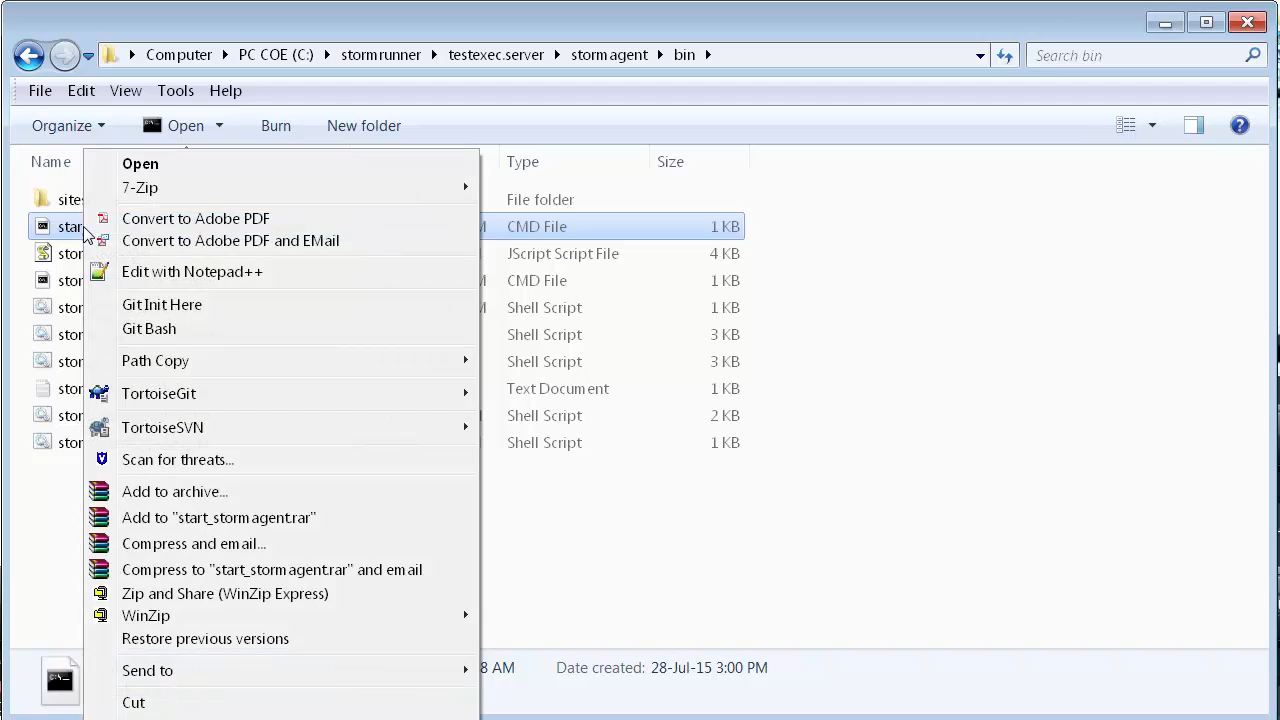 Computer PC COE (C:) stormrunner testexec.server stormagent bin Search bin
File Edit View Tools Help
Organize Open Burn New folder
Name Type Size
Open
7-Zip
Convert to Adobe PDF
Convert to Adobe PDF and EMail
Edit with Notepad++
Git Init Here
Git Bash
Path Copy
TortoiseGit
TortoiseSVN
Scan for threats...
Add to archive...
Add to "start_stormagent.rar"
Compress and email...
Compress to "start_stormagent.rar" and email
Zip and Share (WinZip Express)
WinZip
Restore previous versions
Send to
Cut
File folder
CMD File 1 KB
JScript Script File 4 KB
CMD File 1 KB
Shell Script 1 KB
Shell Script 3 KB
Shell Script 3 KB
Text Document 1 KB
Shell Script 2 KB
Shell Script 1 KB
AM Date created: 28-Jul-15 3:00 PM